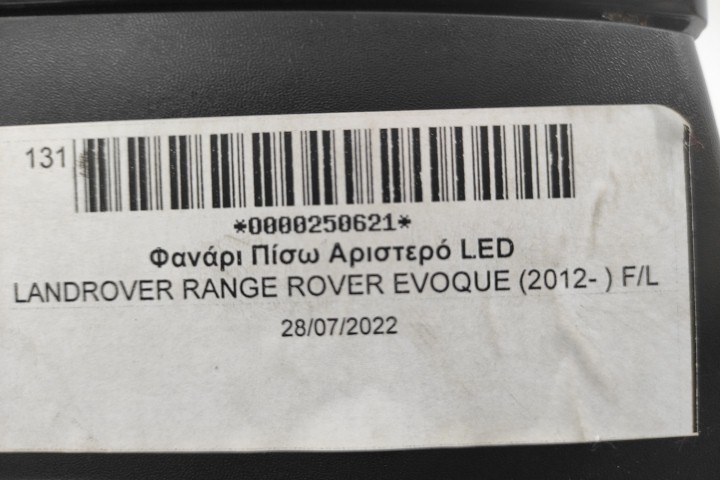 131
*0000250621*
Φανάρι Πίσω Αριστερό LED
LANDROVER RANGE ROVER EVOQUE (2012- ) F/L
28/07/2022